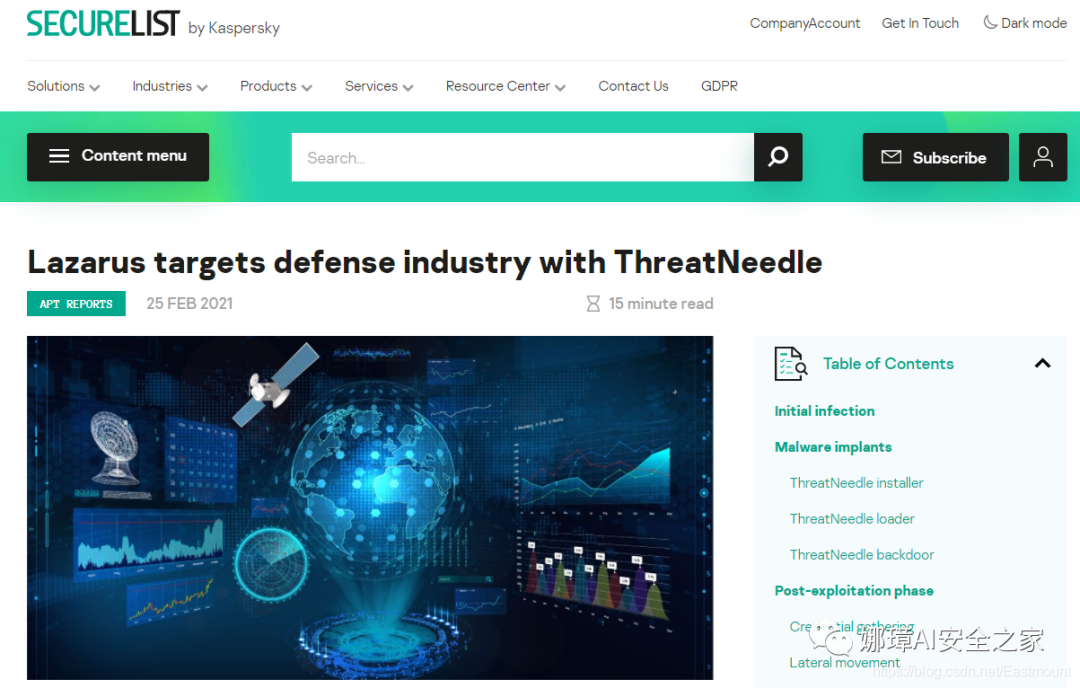 SECURELIST by Kaspersky
CompanyAccount Get In Touch Dark mode
Solutions Industries Products Services Resource Center Contact Us GDPR
Content menu
Search...
Subscribe
Lazarus targets defense industry with ThreatNeedle
APT REPORTS 25 FEB 2021 15 minute read
Table of Contents
Initial infection
Malware implants
ThreatNeedle installer
ThreatNeedle loader
ThreatNeedle backdoor
Post-exploitation phase
Credential gathering
Lateral movement
娜璋AI安全之家
https://blog.csdn.net/Eastmount